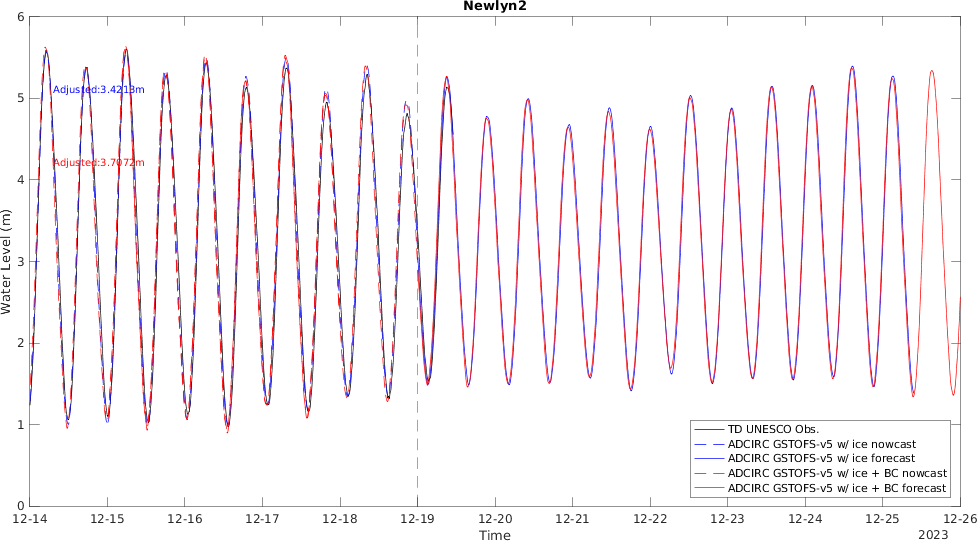 Newlyn2
6
5
4
3
2
1
0
Water Level (m)
Adjusted:3.4213m
Adjusted:3.7072m
TD UNESCO Obs.
ADCIRC GSTOFS-v5 w/ ice nowcast
ADCIRC GSTOFS-v5 w/ ice forecast
ADCIRC GSTOFS-v5 w/ ice + BC nowcast
ADCIRC GSTOFS-v5 w/ ice + BC forecast
12-14 12-15 12-16 12-17 12-18 12-19 12-20 12-21 12-22 12-23 12-24 12-25 12-26
Time
2023